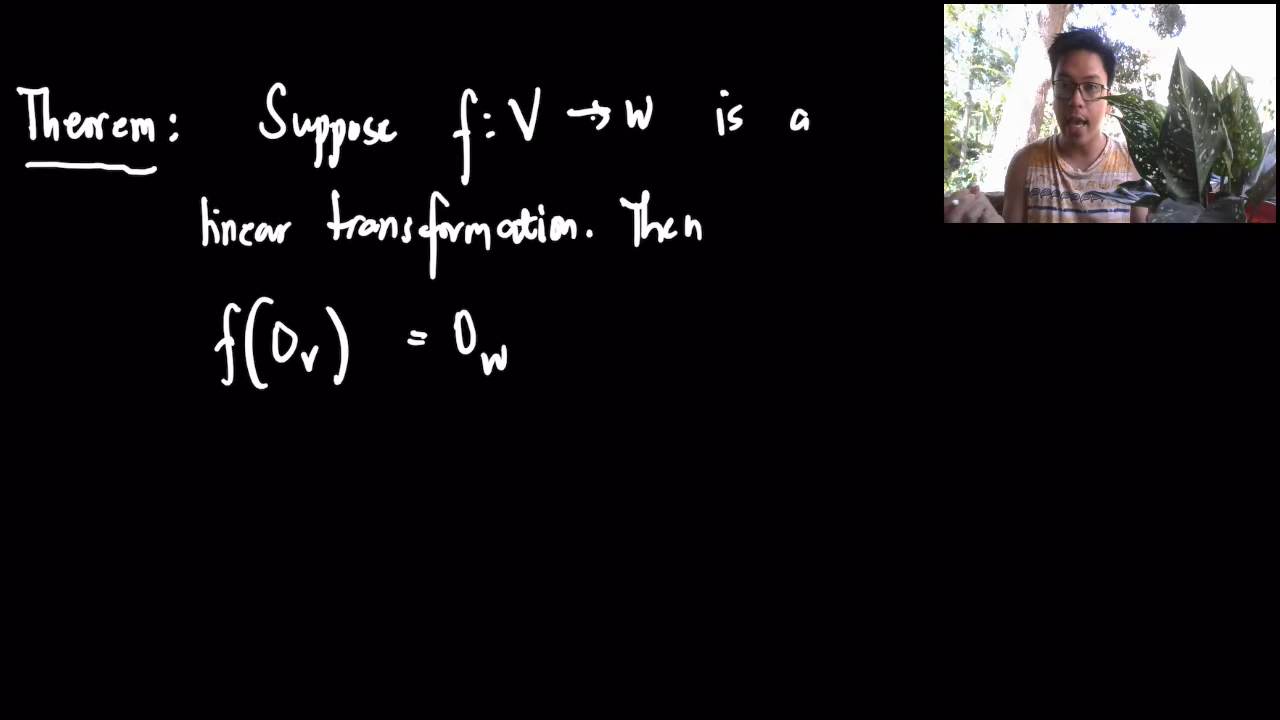 Theorem: Suppose f: V → W is a
linear transformation. Then
f(0_V) = 0_W